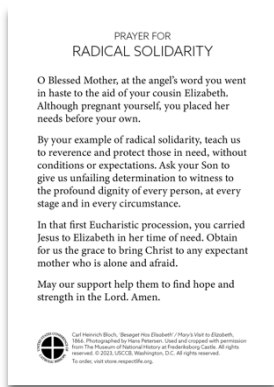 PRAYER FOR
RADICAL SOLIDARITY
O Blessed Mother, at the angel's word you went
in haste to the aid of your cousin Elizabeth.
Although pregnant yourself, you placed her
needs before your own.
By your example of radical solidarity, teach us
to reverence and protect those in need, without
conditions or expectations. Ask your Son to
give us unfailing determination to witness to
the profound dignity of every person, at every
stage and in every circumstance.
In that first Eucharistic procession, you carried
Jesus to Elizabeth in her time of need. Obtain
for us the grace to bring Christ to any expectant
mother who is alone and afraid.
May our support help them to find hope and
strength in the Lord. Amen.
Carl Heinrich Bloch, 'Besøget Hos Elisabeth' / Mary's Visit to Elizabeth,
1866. Photographed by Hans Petersen. Used and cropped with permission
from The Museum of National History at Frederiksborg Castle. All rights
reserved. © 2023, USCCB, Washington, D.C. All rights reserved.
To order, visit store.respectlife.org.